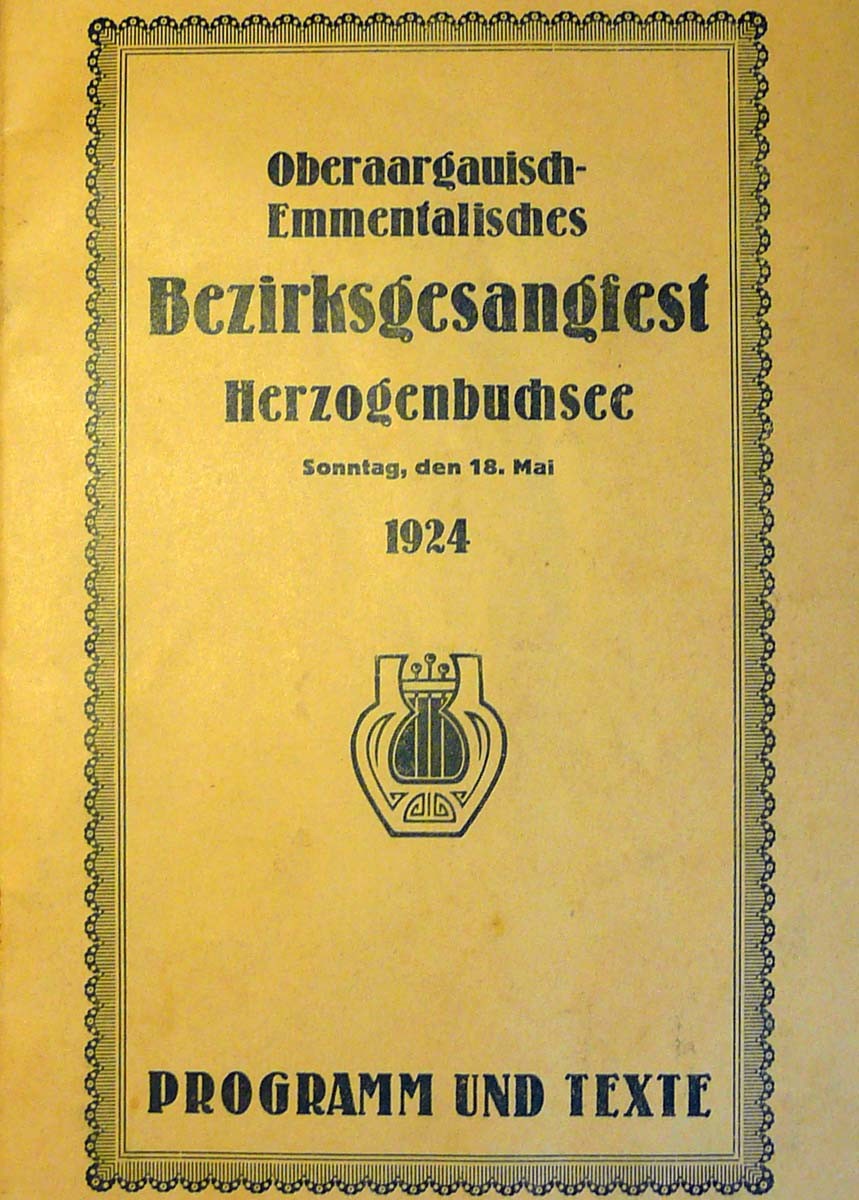 Oberaargauisch-
Emmentalisches
Bezirksgesangfest
Herzogenbuchsee
Sonntag, den 18. Mai
1924
PROGRAMM UND TEXTE